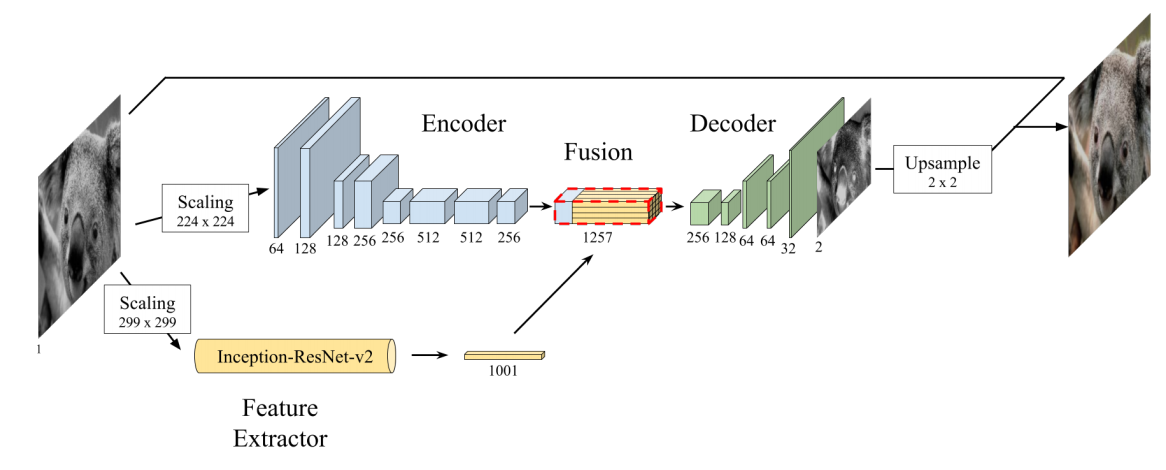 Encoder
Decoder
Fusion
Upsample
2 x 2
Scaling
224 x 224
64
128
128
256
256
512
512
256
1257
256
128
64
64
32
2
Scaling
299 x 299
1
Inception-ResNet-v2
1001
Feature
Extractor